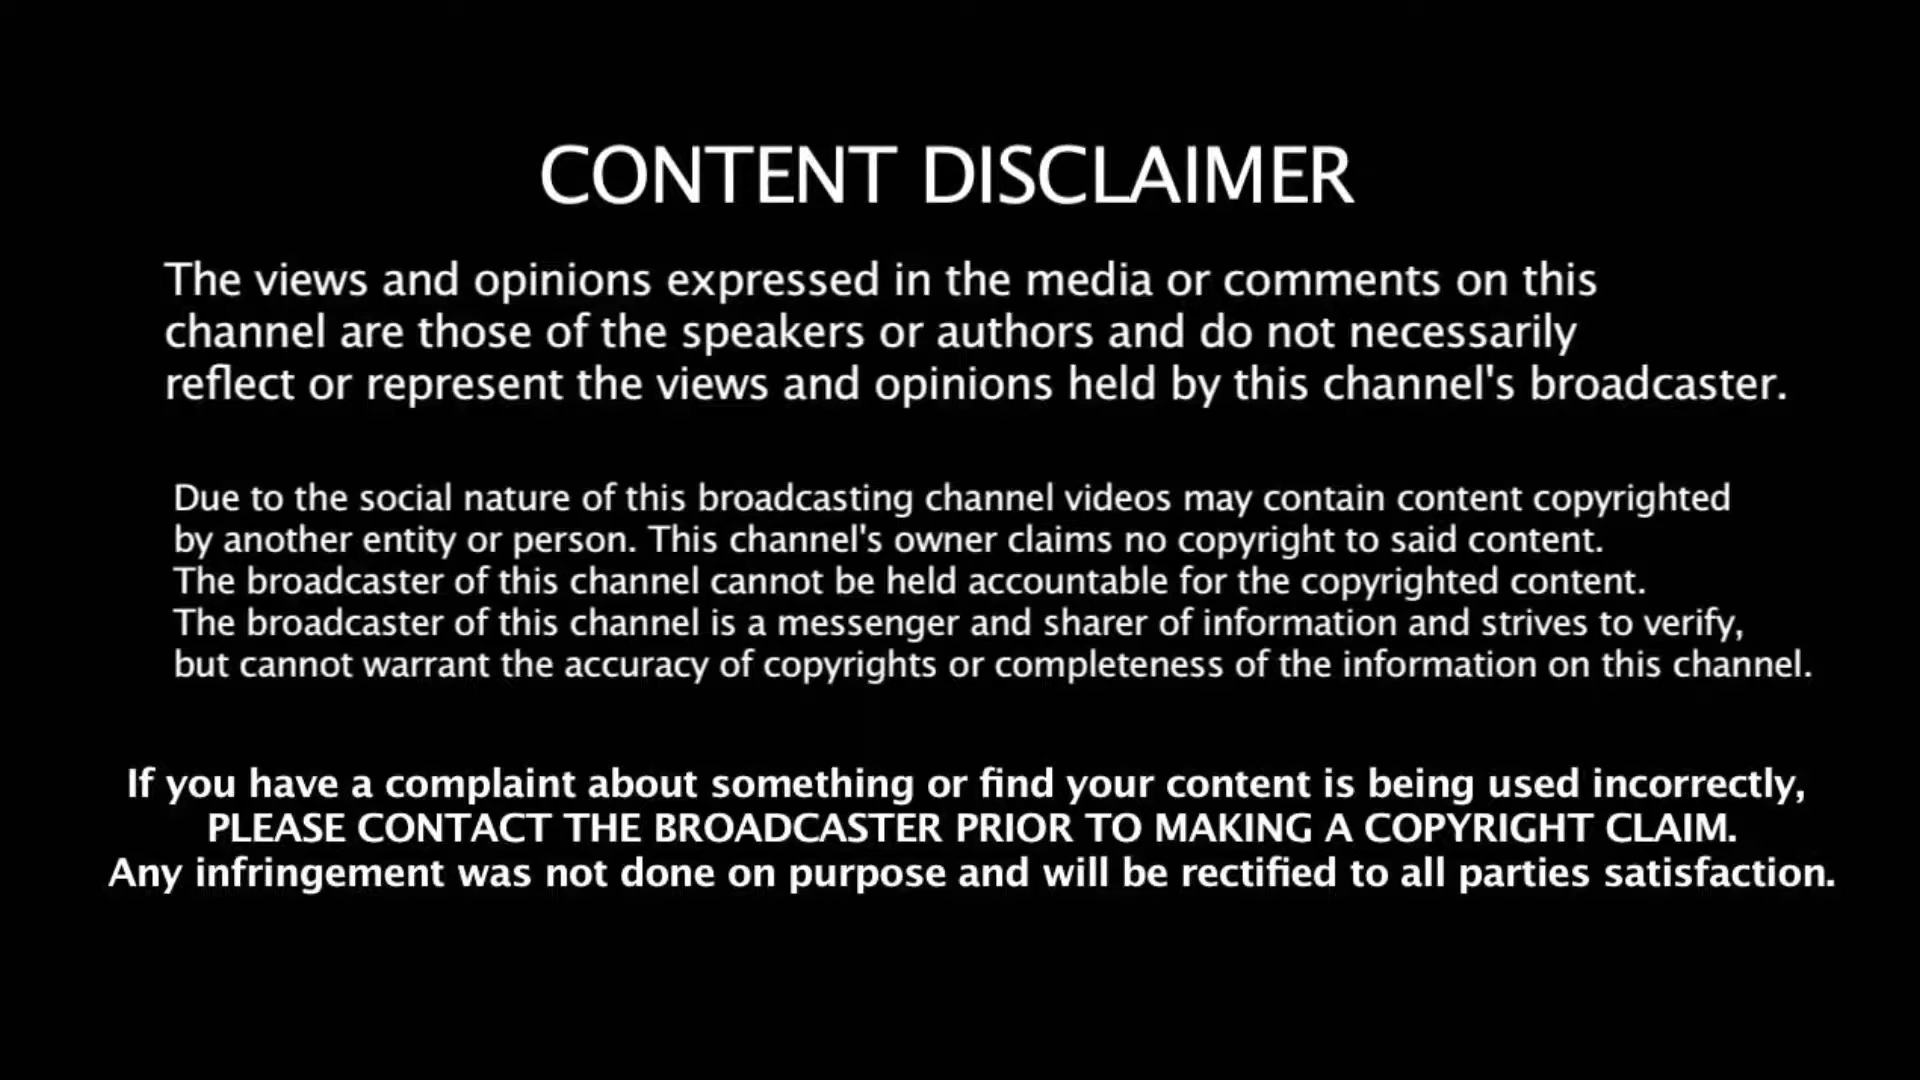 CONTENT DISCLAIMER
The views and opinions expressed in the media or comments on this
channel are those of the speakers or authors and do not necessarily
reflect or represent the views and opinions held by this channel's broadcaster.
Due to the social nature of this broadcasting channel videos may contain content copyrighted
by another entity or person. This channel's owner claims no copyright to said content.
The broadcaster of this channel cannot be held accountable for the copyrighted content.
The broadcaster of this channel is a messenger and sharer of information and strives to verify,
but cannot warrant the accuracy of copyrights or completeness of the information on this channel.
If you have a complaint about something or find your content is being used incorrectly,
PLEASE CONTACT THE BROADCASTER PRIOR TO MAKING A COPYRIGHT CLAIM.
Any infringement was not done on purpose and will be rectified to all parties satisfaction.